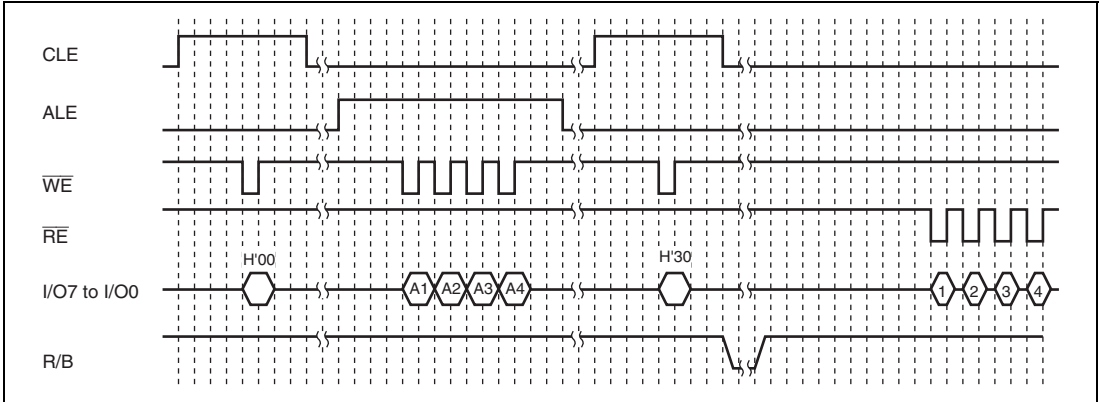 CLE
ALE
WE
RE
H'00 H'30
I/O7 to I/O0 A1 A2 A3 A4 1 2 3 4
R/B